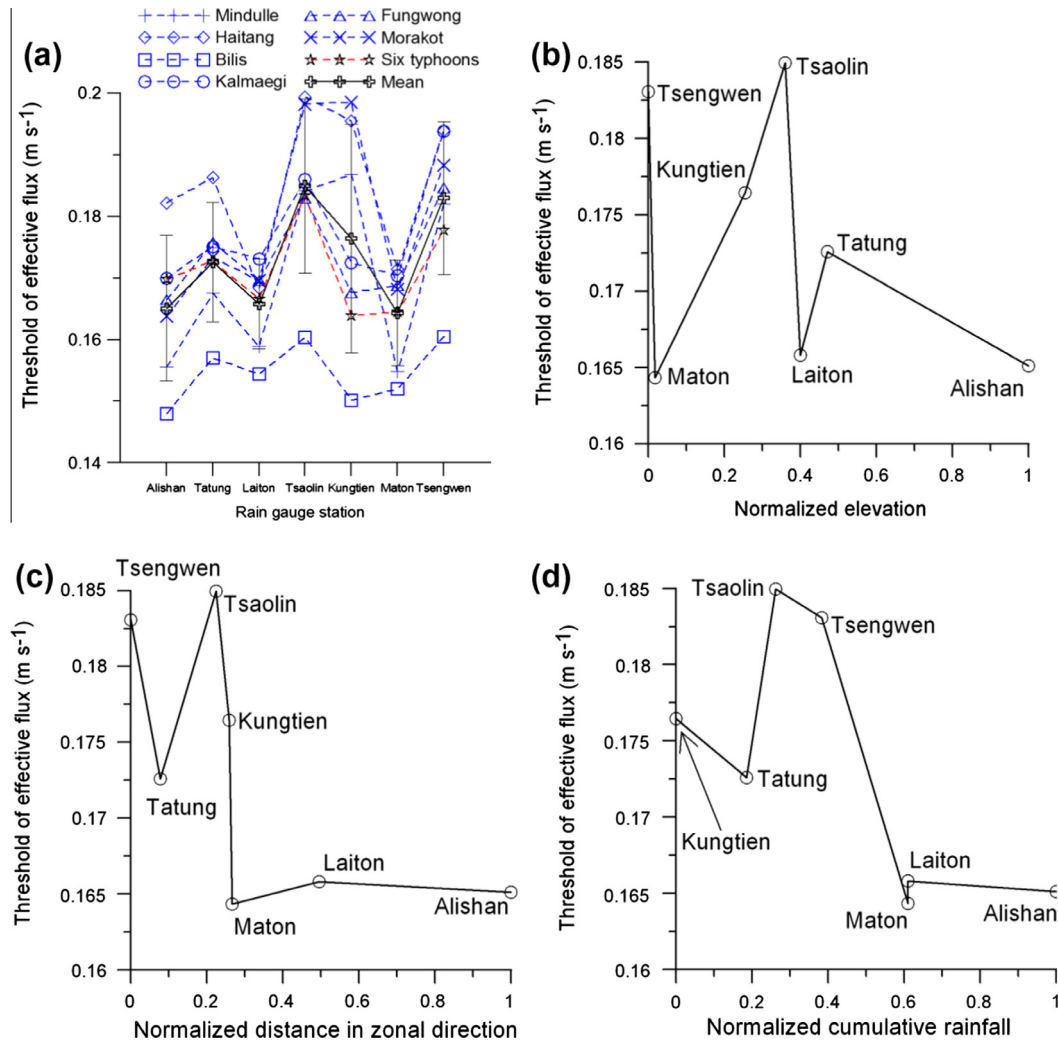 (a)
Mindulle
Haitang
Bilis
Kalmaegi
Fungwong
Morakot
Six typhoons
Mean
Threshold of effective flux (m s-1)
0.2
0.18
0.16
0.14
Alishan Tatung Laiton Tsaolin Kungtien Maton Tsengwen
Rain gauge station
(b)
Threshold of effective flux (m s-1)
0.185
0.18
0.175
0.17
0.165
0.16
Tsengwen
Tsaolin
Kungtien
Tatung
Maton
Laiton
Alishan
0 0.2 0.4 0.6 0.8 1
Normalized elevation
(c)
Threshold of effective flux (m s-1)
0.185
0.18
0.175
0.17
0.165
0.16
Tsengwen
Tsaolin
Kungtien
Tatung
Laiton
Maton
Alishan
0 0.2 0.4 0.6 0.8 1
Normalized distance in zonal direction
(d)
Threshold of effective flux (m s-1)
0.185
0.18
0.175
0.17
0.165
0.16
Tsaolin
Tsengwen
Tatung
Kungtien
Laiton
Maton
Alishan
0 0.2 0.4 0.6 0.8 1
Normalized cumulative rainfall